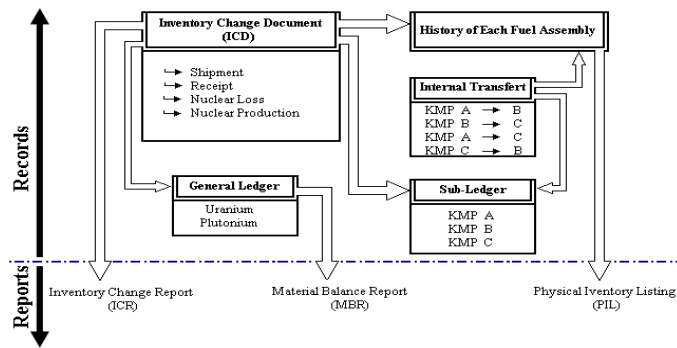 Records
Reports
Inventory Change Document
(ICD)
Shipment
Receipt
Nuclear Loss
Nuclear Production
History of Each Fuel Assembly
Internal Transfert
KMP A → B
KMP B → C
KMP A → C
KMP C → B
General Ledger
Uranium
Plutonium
Sub-Ledger
KMP A
KMP B
KMP C
Inventory Change Report
(ICR)
Material Balance Report
(MBR)
Physical Iventory Listing
(PIL)